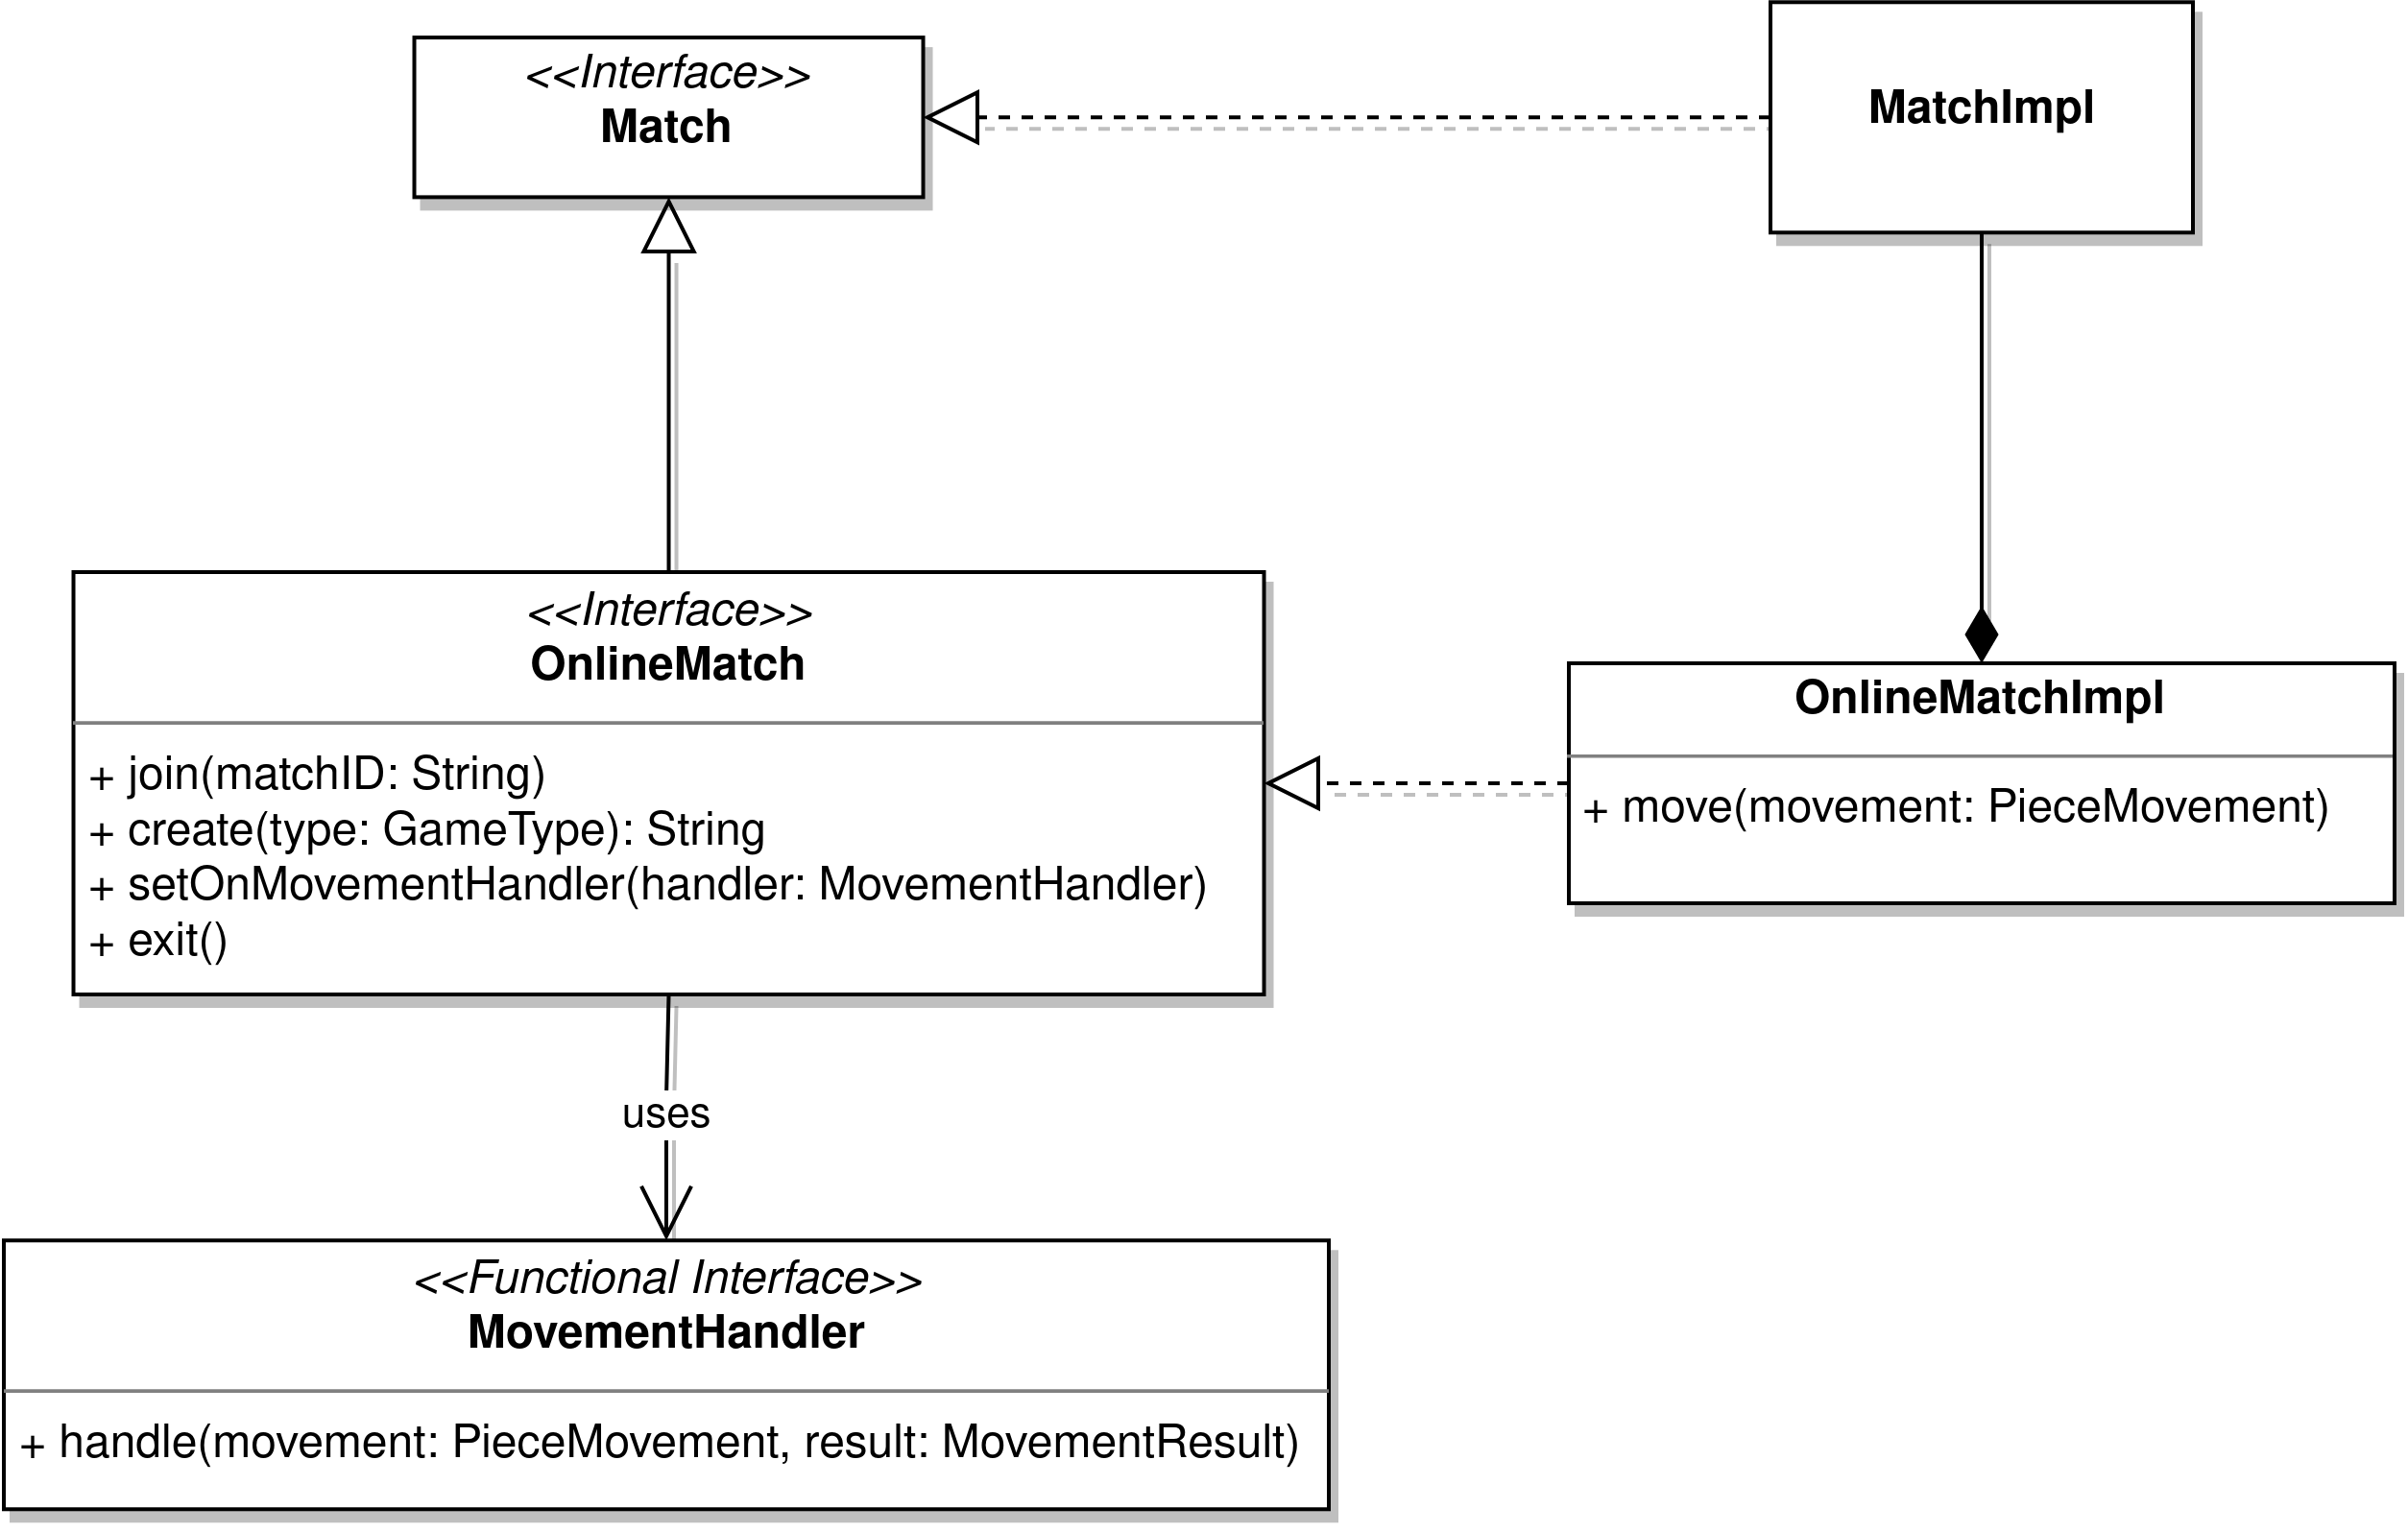 <<Interface>>
Match
MatchImpl
<<Interface>>
OnlineMatch
+ join(matchID: String)
+ create(type: GameType): String
+ setOnMovementHandler(handler: MovementHandler)
+ exit()
OnlineMatchImpl
+ move(movement: PieceMovement)
uses
<<Functional Interface>>
MovementHandler
+ handle(movement: PieceMovement, result: MovementResult)